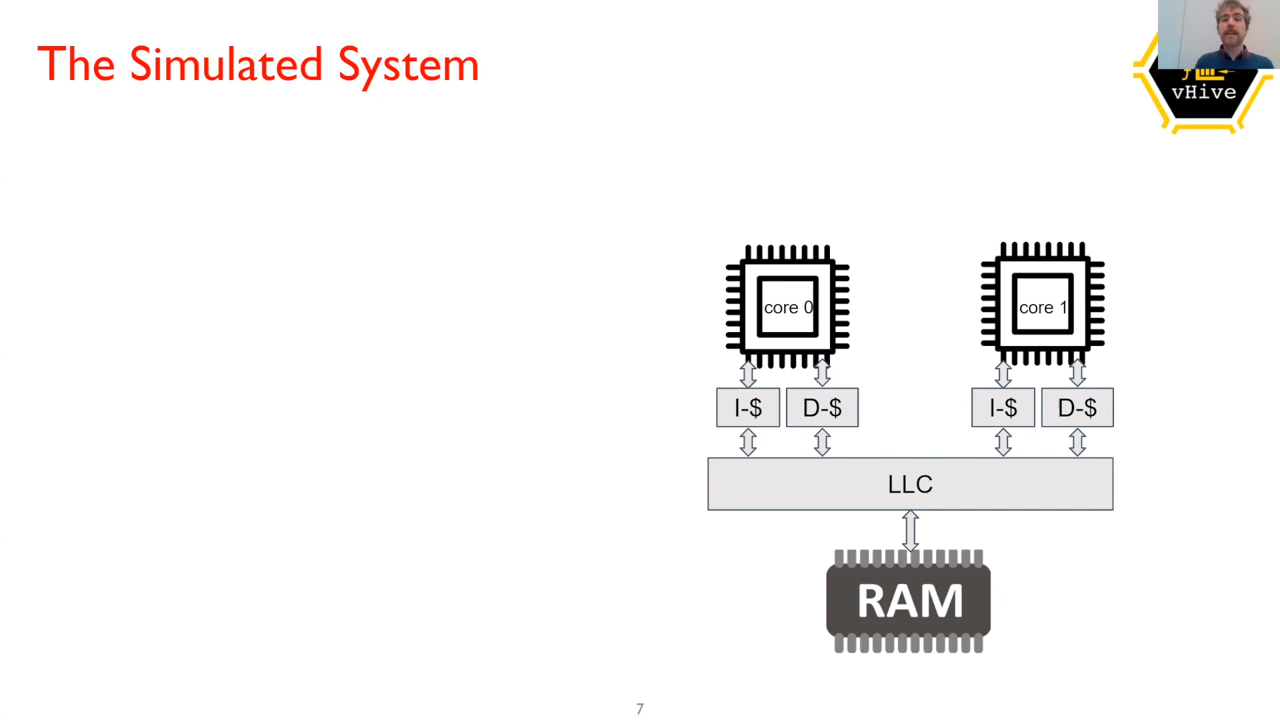 The Simulated System
vHive
core 0
core 1
I-$
D-$
I-$
D-$
LLC
RAM
7